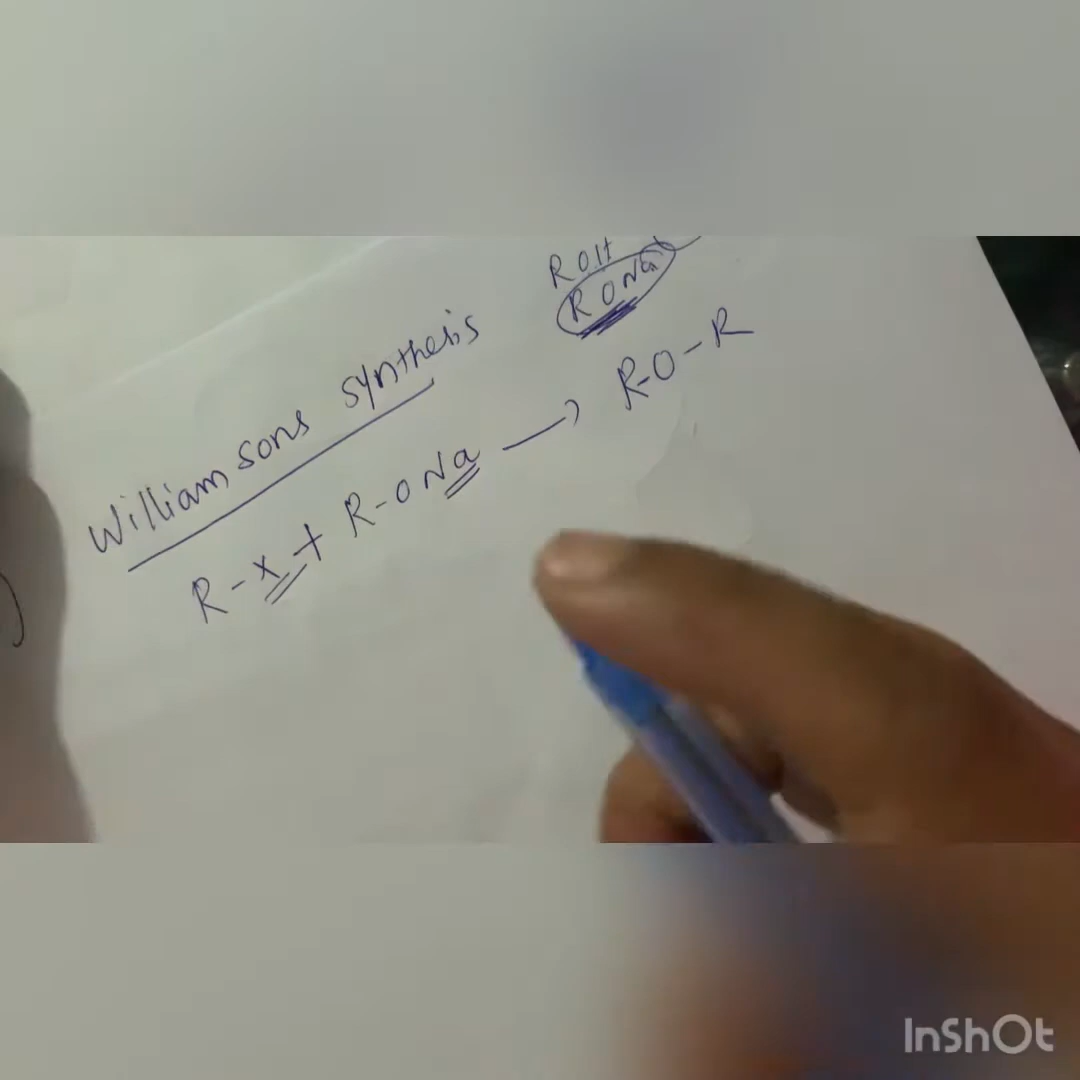 ROH
RONa
Williamsons synthesis
R-X + R-ONa → R-O-R
InShOt